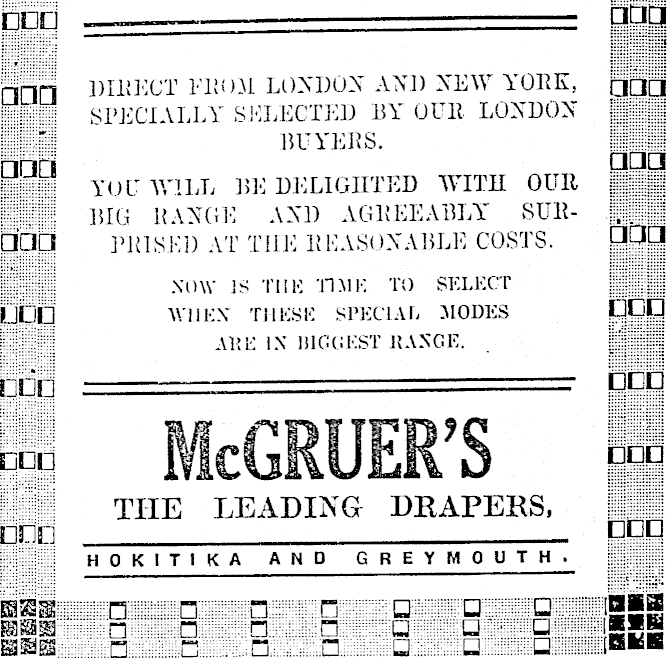 DIRECT FROM LONDON AND NEW YORK,
SPECIALLY SELECTED BY OUR LONDON
BUYERS.
YOU WILL BE DELIGHTED WITH OUR
BIG RANGE AND AGREEABLY SUR-
PRISED AT THE REASONABLE COSTS.
NOW IS THE TIME TO SELECT
WHEN THESE SPECIAL MODES
ARE IN BIGGEST RANGE.
McGRUER'S
THE LEADING DRAPERS,
HOKITIKA AND GREYMOUTH.